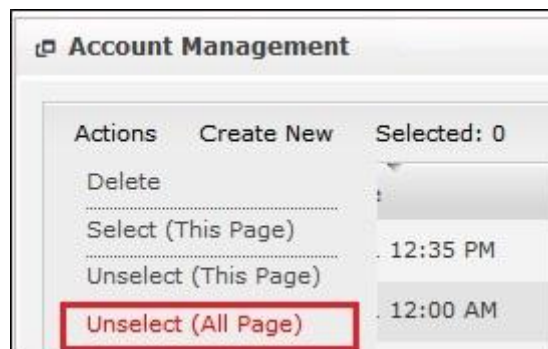 Account Management
Actions Create New Selected: 0
Delete
Select (This Page)
12:35 PM
Unselect (This Page)
12:00 AM
Unselect (All Page)